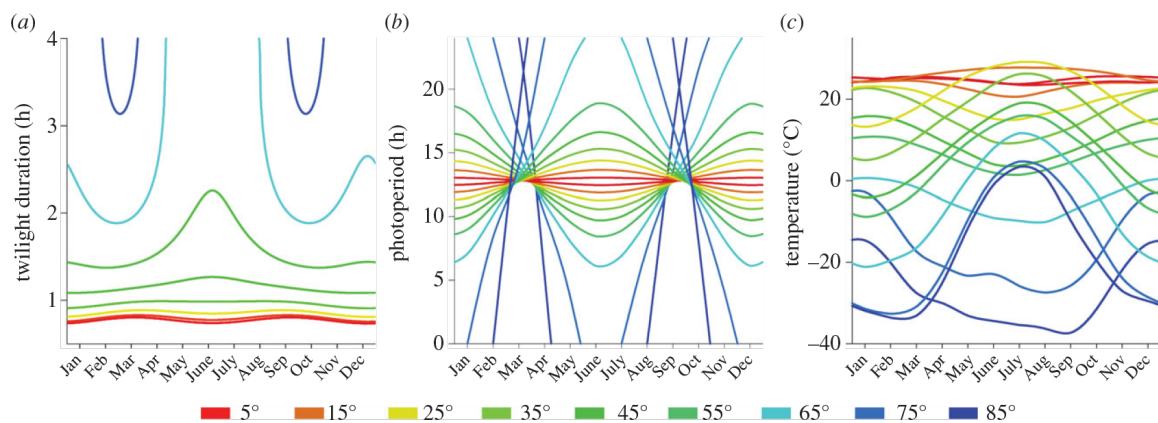 (a)
twilight duration (h)
4
3
2
1
Jan Feb Mar Apr May June July Aug Sep Oct Nov Dec
(b)
photoperiod (h)
20
15
10
5
0
Jan Feb Mar Apr May June July Aug Sep Oct Nov Dec
(c)
temperature (°C)
20
0
−20
−40
Jan Feb Mar Apr May June July Aug Sep Oct Nov Dec
5° 15° 25° 35° 45° 55° 65° 75° 85°